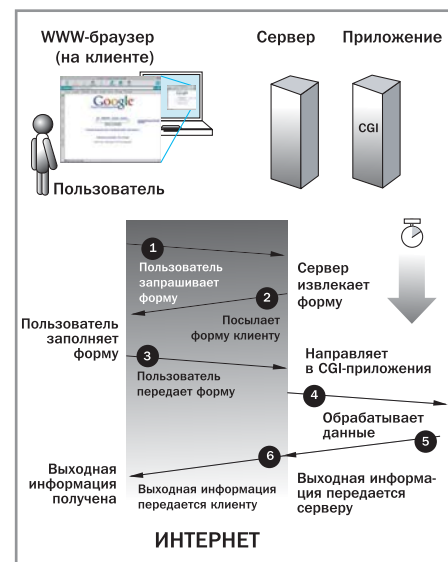 WWW-браузер
(на клиенте)
Сервер
Приложение
Google
CGI
Пользователь
1
Пользователь
запрашивает
форму
Сервер
извлекает
форму
2
Посылает
форму клиенту
Пользователь
заполняет
форму
3
Пользователь
передает форму
Направляет
в CGI-приложения
4
Обрабатывает
данные
5
6
Выходная
информация
получена
Выходная информация
передается клиенту
Выходная информа-
ция передается
серверу
ИНТЕРНЕТ